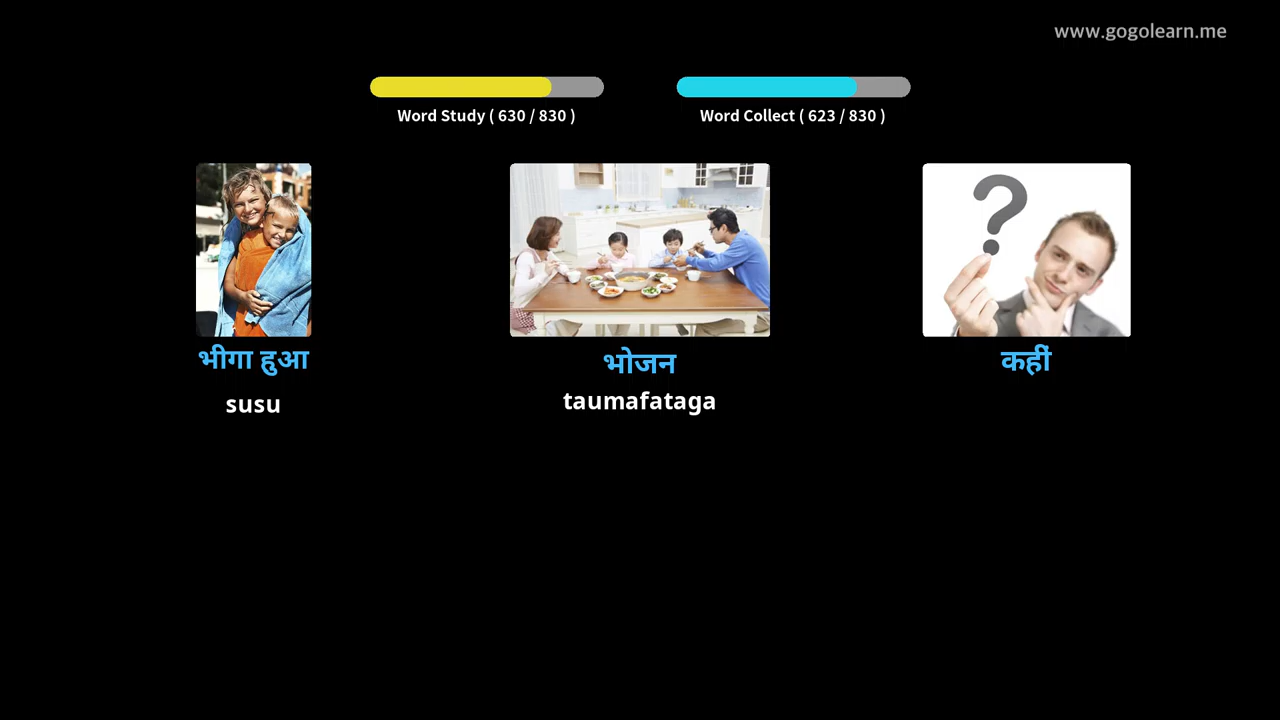 www.gogolearn.me
Word Study ( 630 / 830 )
Word Collect ( 623 / 830 )
भीगा हुआ
भोजन
कहीं
susu
taumafataga